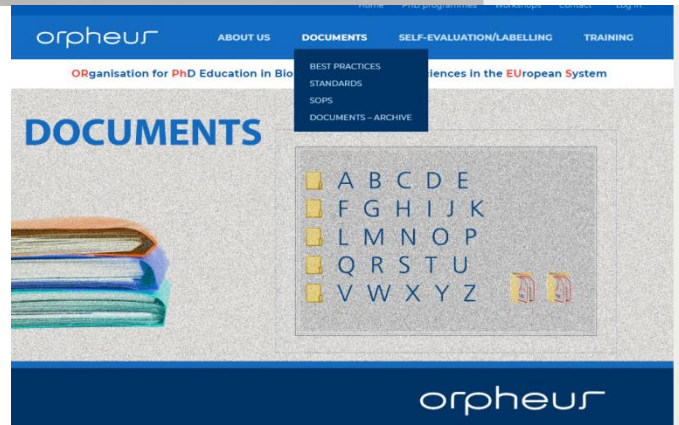 Home PhD programmes Workshops Contact Log in
orpheus
ABOUT US DOCUMENTS SELF-EVALUATION/LABELLING TRAINING
BEST PRACTICES
STANDARDS
SOPS
DOCUMENTS – ARCHIVE
ORganisation for PhD Education in Bio iences in the EUropean System
DOCUMENTS
A B C D E
F G H I J K
L M N O P
Q R S T U
V W X Y Z
orpheus